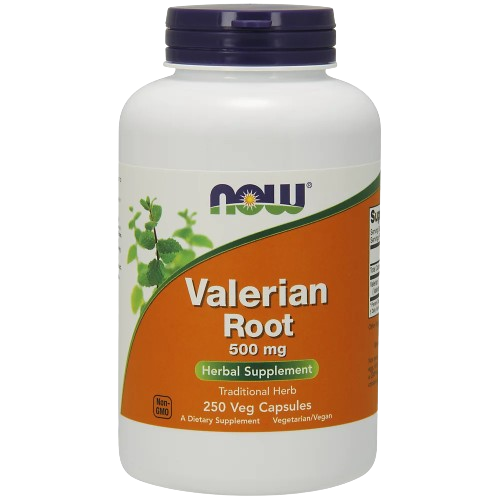 NOW®
Valerian
Root
500 mg
Herbal Supplement
Traditional Herb
250 Veg Capsules
A Dietary Supplement Vegetarian/Vegan
Non-
GMO